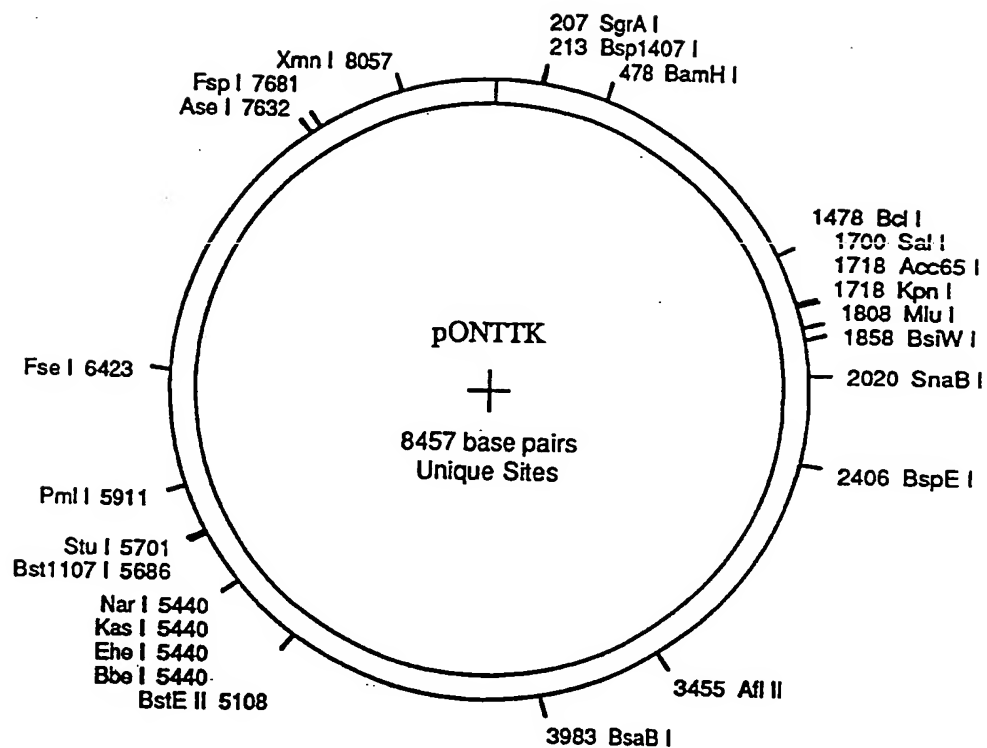 207 SgrA I
213 Bsp1407 I
478 BamH I
1478 Bcl I
1700 Sal I
1718 Acc65 I
1718 Kpn I
1808 Mlu I
1858 BsiW I
2020 SnaB I
2406 BspE I
3455 Afl II
3983 BsaB I
BstE II 5108
Bbe I 5440
Ehe I 5440
Kas I 5440
Nar I 5440
Bst1107 I 5686
Stu I 5701
Pml I 5911
Fse I 6423
Ase I 7632
Fsp I 7681
Xmn I 8057
pONTTK
8457 base pairs
Unique Sites